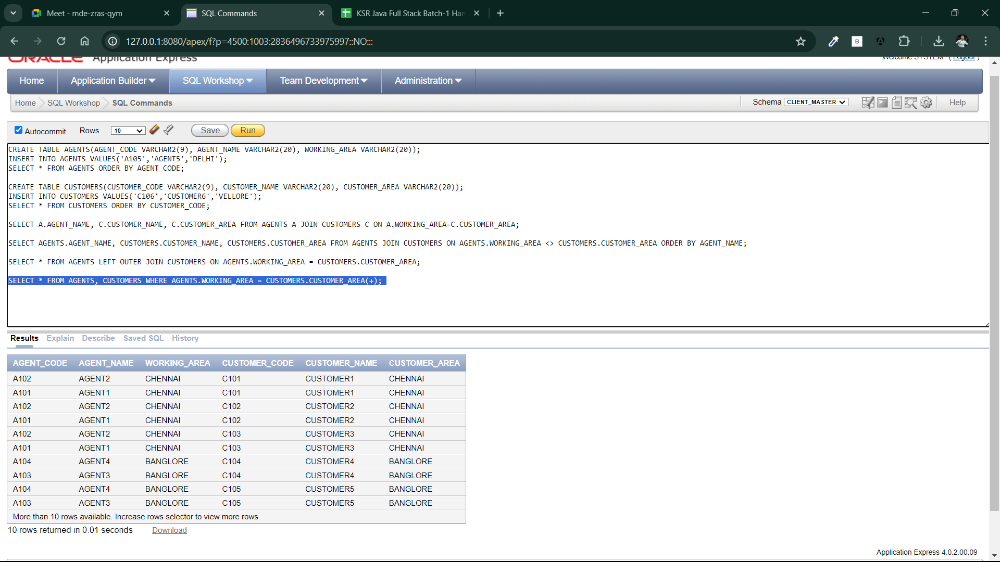 Meet - mde-zras-qym
SQL Commands
KSR Java Full Stack Batch-1 Han
127.0.0.1:8080/apex/f?p=4500:1003:2836496733975997::NO:::
B
ORACLE Application Express
Welcome SYSTEM ( Logout )
Home
Application Builder
SQL Workshop
Team Development
Administration
Home
SQL Workshop
SQL Commands
Schema
CLIENT_MASTER
Help
Autocommit
Rows
10
Save
Run
CREATE TABLE AGENTS(AGENT_CODE VARCHAR2(9), AGENT_NAME VARCHAR2(20), WORKING_AREA VARCHAR2(20));
INSERT INTO AGENTS VALUES('A105','AGENT5','DELHI');
SELECT * FROM AGENTS ORDER BY AGENT_CODE;
CREATE TABLE CUSTOMERS(CUSTOMER_CODE VARCHAR2(9), CUSTOMER_NAME VARCHAR2(20), CUSTOMER_AREA VARCHAR2(20));
INSERT INTO CUSTOMERS VALUES('C106','CUSTOMER6','VELLORE');
SELECT * FROM CUSTOMERS ORDER BY CUSTOMER_CODE;
SELECT A.AGENT_NAME, C.CUSTOMER_NAME, C.CUSTOMER_AREA FROM AGENTS A JOIN CUSTOMERS C ON A.WORKING_AREA=C.CUSTOMER_AREA;
SELECT AGENTS.AGENT_NAME, CUSTOMERS.CUSTOMER_NAME, CUSTOMERS.CUSTOMER_AREA FROM AGENTS JOIN CUSTOMERS ON AGENTS.WORKING_AREA <> CUSTOMERS.CUSTOMER_AREA ORDER BY AGENT_NAME;
SELECT * FROM AGENTS LEFT OUTER JOIN CUSTOMERS ON AGENTS.WORKING_AREA = CUSTOMERS.CUSTOMER_AREA;
SELECT * FROM AGENTS, CUSTOMERS WHERE AGENTS.WORKING_AREA = CUSTOMERS.CUSTOMER_AREA(+);
Results Explain Describe Saved SQL History
AGENT_CODE AGENT_NAME WORKING_AREA CUSTOMER_CODE CUSTOMER_NAME CUSTOMER_AREA
A102 AGENT2 CHENNAI C101 CUSTOMER1 CHENNAI
A101 AGENT1 CHENNAI C101 CUSTOMER1 CHENNAI
A102 AGENT2 CHENNAI C102 CUSTOMER2 CHENNAI
A101 AGENT1 CHENNAI C102 CUSTOMER2 CHENNAI
A102 AGENT2 CHENNAI C103 CUSTOMER3 CHENNAI
A101 AGENT1 CHENNAI C103 CUSTOMER3 CHENNAI
A104 AGENT4 BANGLORE C104 CUSTOMER4 BANGLORE
A103 AGENT3 BANGLORE C104 CUSTOMER4 BANGLORE
A104 AGENT4 BANGLORE C105 CUSTOMER5 BANGLORE
A103 AGENT3 BANGLORE C105 CUSTOMER5 BANGLORE
More than 10 rows available. Increase rows selector to view more rows.
10 rows returned in 0.01 seconds
Download
Application Express 4.0.2.00.09